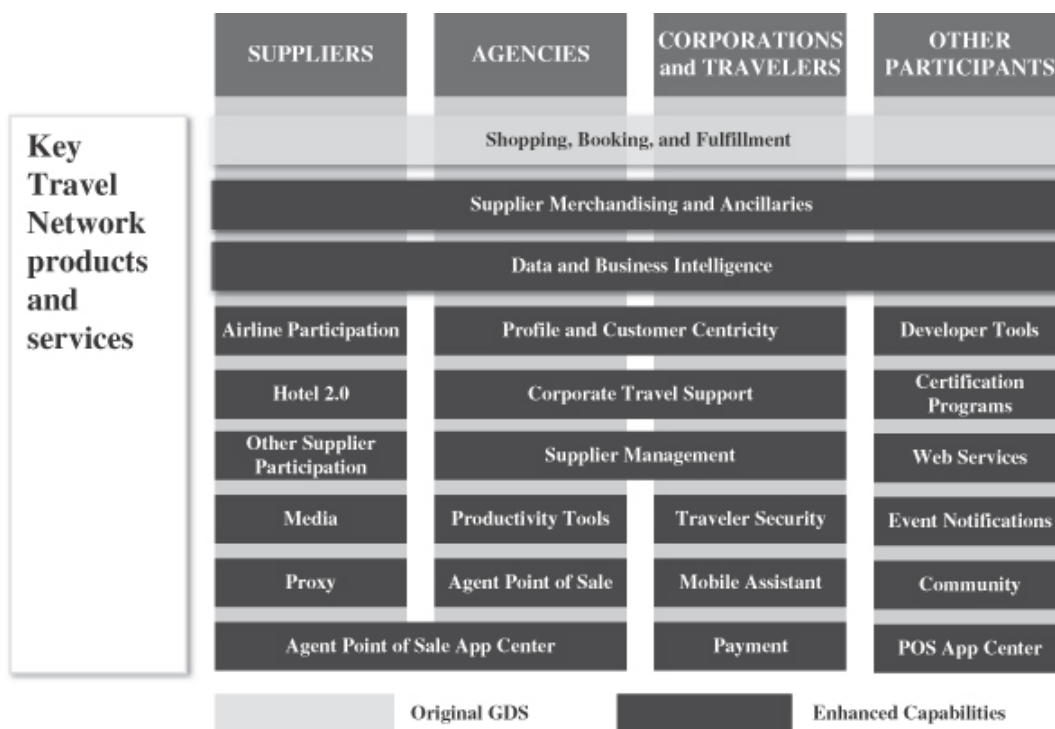 SUPPLIERS
AGENCIES
CORPORATIONS
and TRAVELERS
OTHER
PARTICIPANTS
Key
Travel
Network
products
and
services
Shopping, Booking, and Fulfillment
Supplier Merchandising and Ancillaries
Data and Business Intelligence
Airline Participation
Profile and Customer Centricity
Developer Tools
Hotel 2.0
Corporate Travel Support
Certification
Programs
Other Supplier
Participation
Supplier Management
Web Services
Media
Productivity Tools
Traveler Security
Event Notifications
Proxy
Agent Point of Sale
Mobile Assistant
Community
Agent Point of Sale App Center
Payment
POS App Center
Original GDS
Enhanced Capabilities